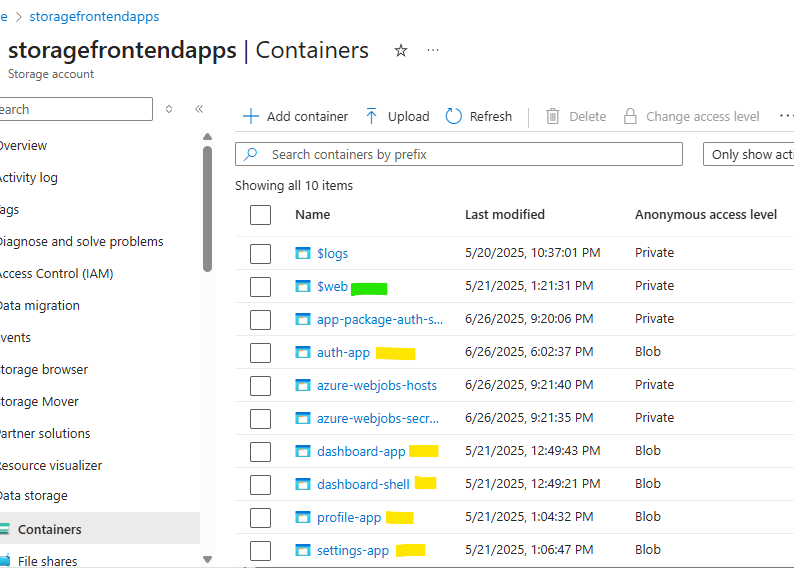 e > storagefrontendapps
storagefrontendapps | Containers
Storage account
earch
Overview
Activity log
ags
Diagnose and solve problems
Access Control (IAM)
Data migration
vents
torage browser
torage Mover
Partner solutions
Resource visualizer
Data storage
Containers
File shares
Add container Upload Refresh Delete Change access level ...
Search containers by prefix Only show acti
Showing all 10 items
Name Last modified Anonymous access level
$logs 5/20/2025, 10:37:01 PM Private
$web 5/21/2025, 1:21:31 PM Private
app-package-auth-s... 6/26/2025, 9:20:06 PM Private
auth-app 6/26/2025, 6:02:37 PM Blob
azure-webjobs-hosts 6/26/2025, 9:21:40 PM Private
azure-webjobs-secr... 6/26/2025, 9:21:35 PM Private
dashboard-app 5/21/2025, 12:49:43 PM Blob
dashboard-shell 5/21/2025, 12:49:21 PM Blob
profile-app 5/21/2025, 1:04:32 PM Blob
settings-app 5/21/2025, 1:06:47 PM Blob